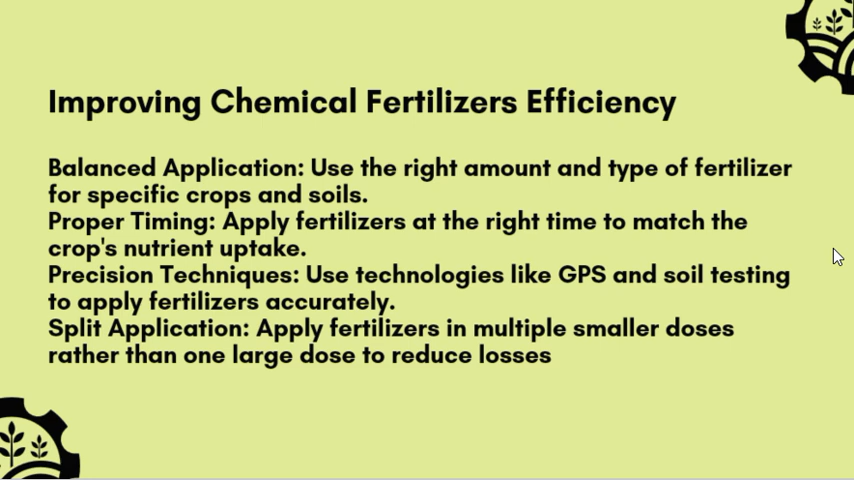 Improving Chemical Fertilizers Efficiency
Balanced Application: Use the right amount and type of fertilizer
for specific crops and soils.
Proper Timing: Apply fertilizers at the right time to match the
crop's nutrient uptake.
Precision Techniques: Use technologies like GPS and soil testing
to apply fertilizers accurately.
Split Application: Apply fertilizers in multiple smaller doses
rather than one large dose to reduce losses